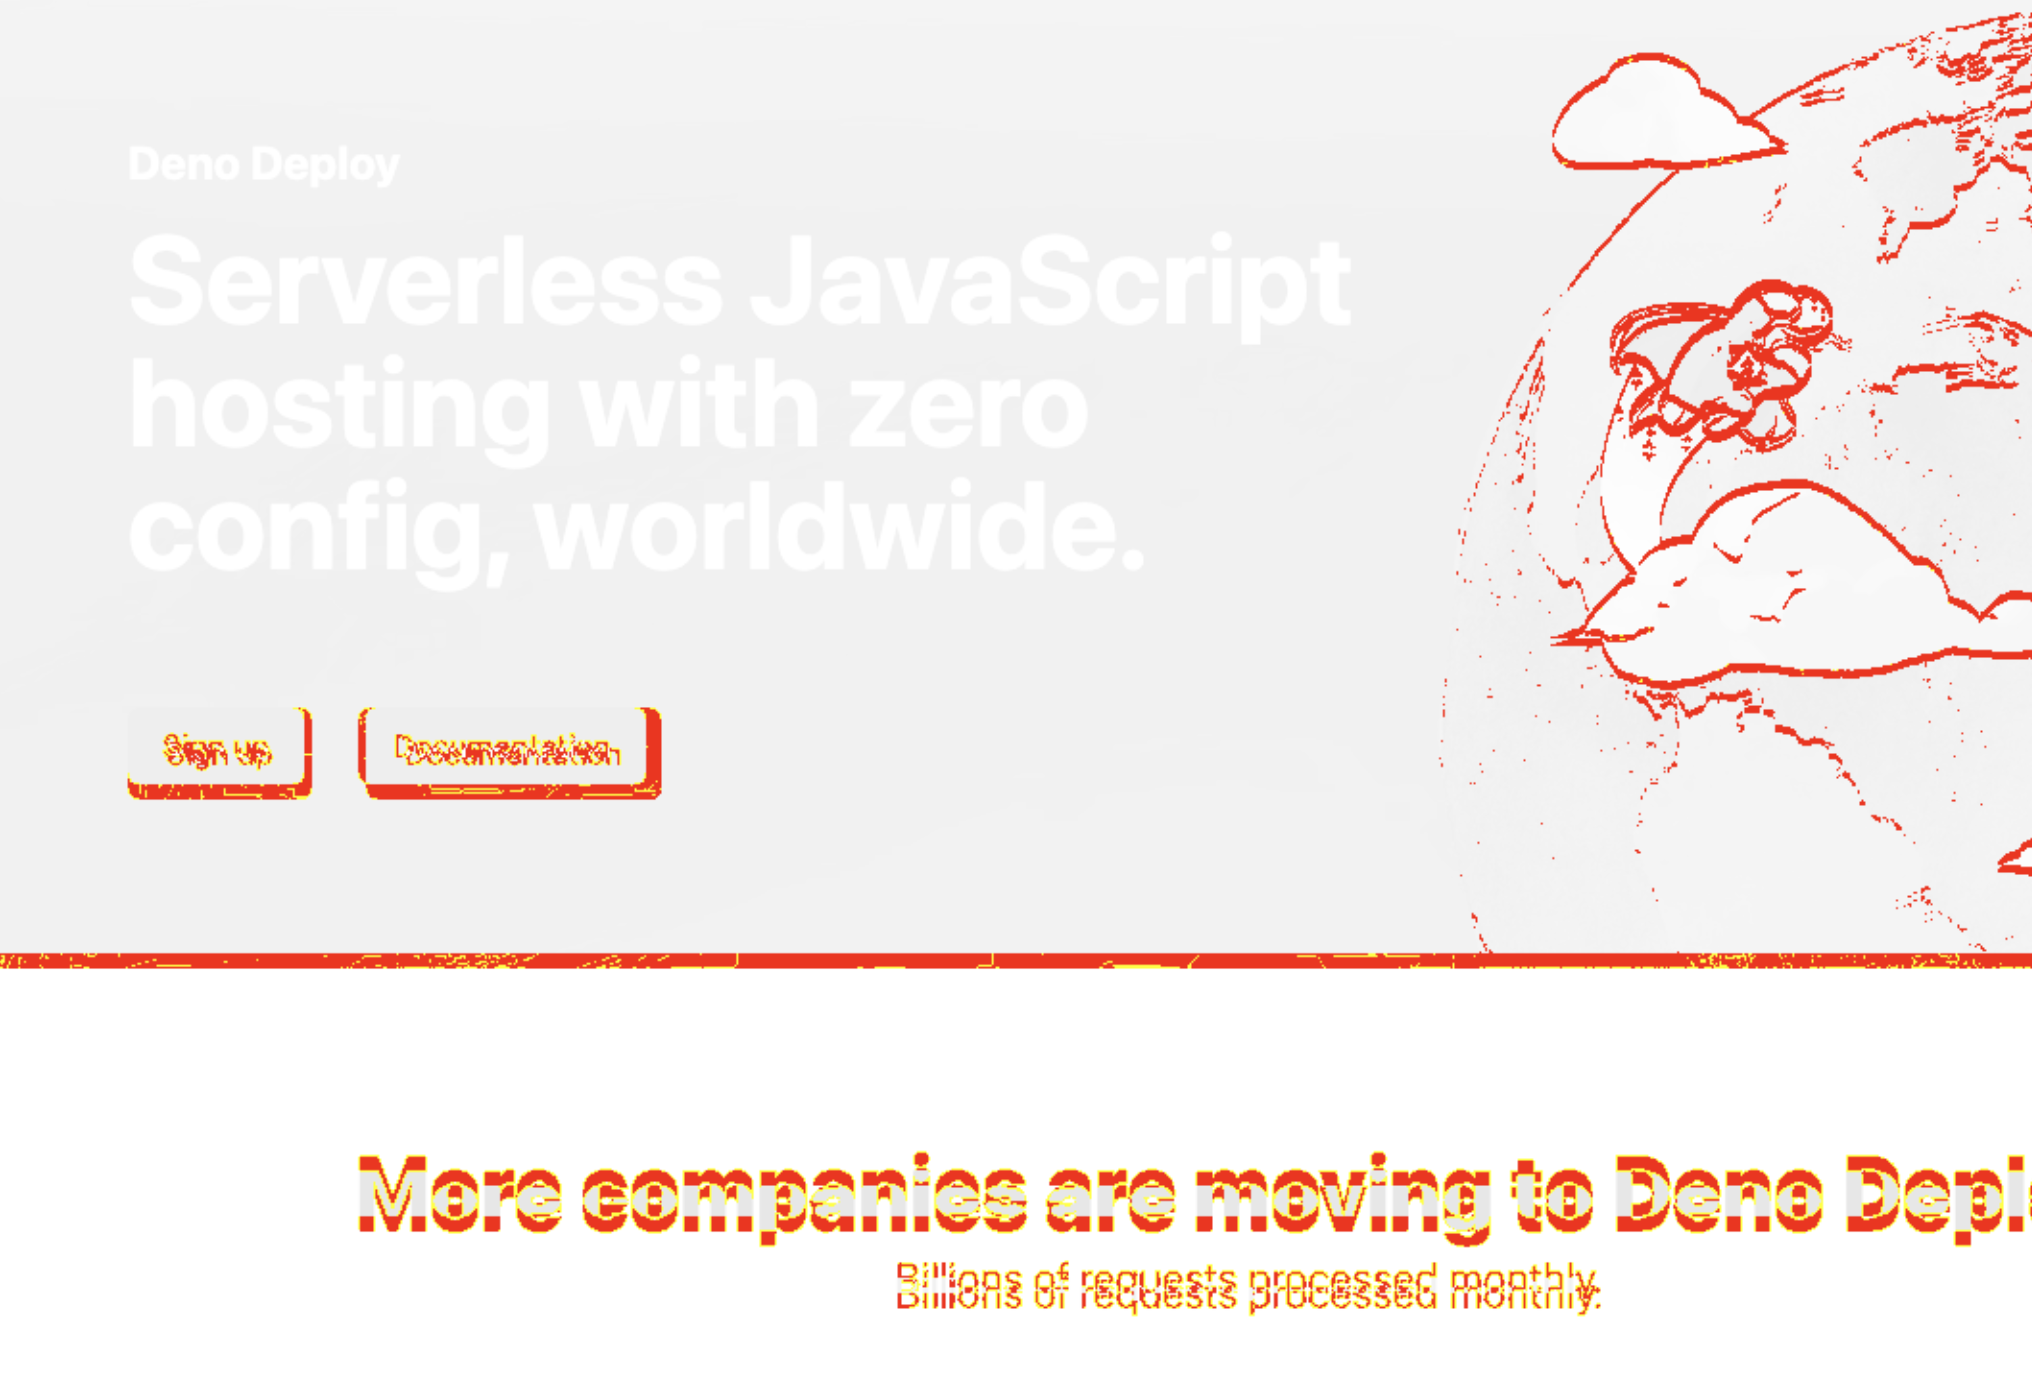 Deno Deploy
Serverless JavaScript
hosting with zero
config, worldwide.
Sign up
Documentation
More companies are moving to Deno Deplo
Billions of requests processed monthly.